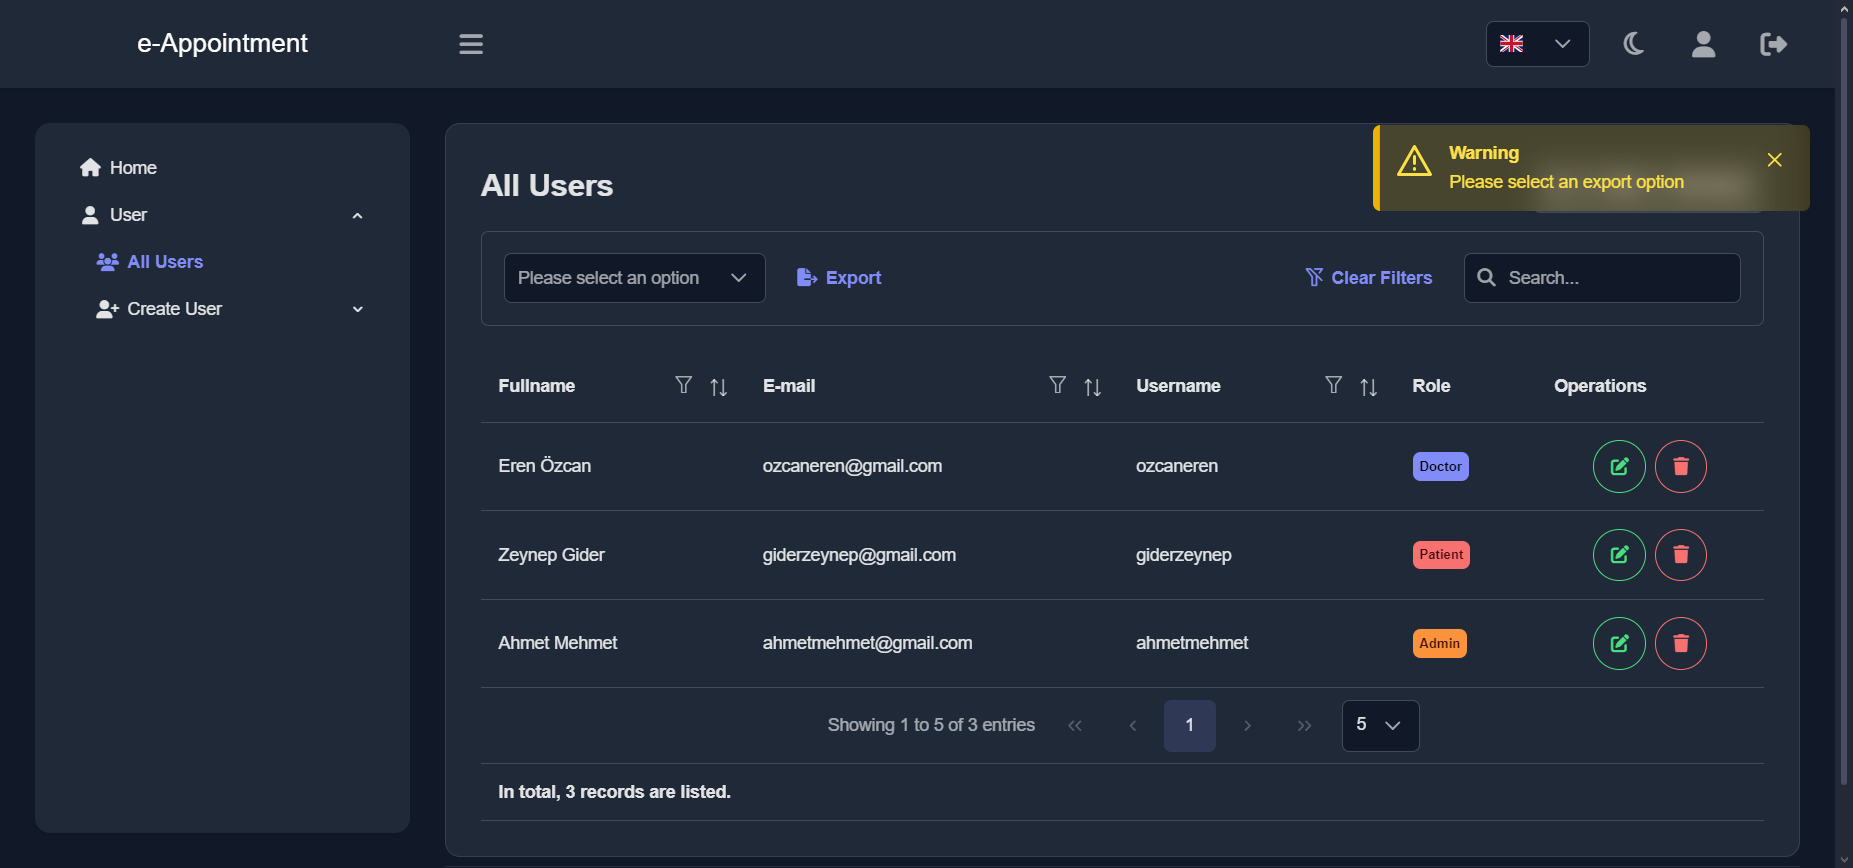 e-Appointment
Home
User
All Users
Create User
All Users
Warning
Please select an export option
Please select an option
Export
Clear Filters
Search...
Fullname E-mail Username Role Operations
Eren Özcan ozcaneren@gmail.com ozcaneren Doctor
Zeynep Gider giderzeynep@gmail.com giderzeynep Patient
Ahmet Mehmet ahmetmehmet@gmail.com ahmetmehmet Admin
Showing 1 to 5 of 3 entries « ‹ 1 › » 5
In total, 3 records are listed.